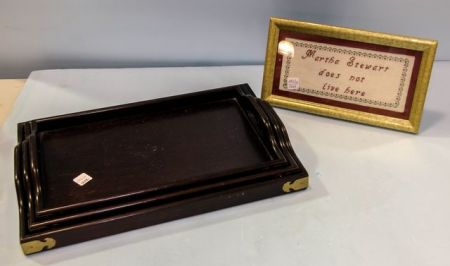 Martha Stewart
does not
live here